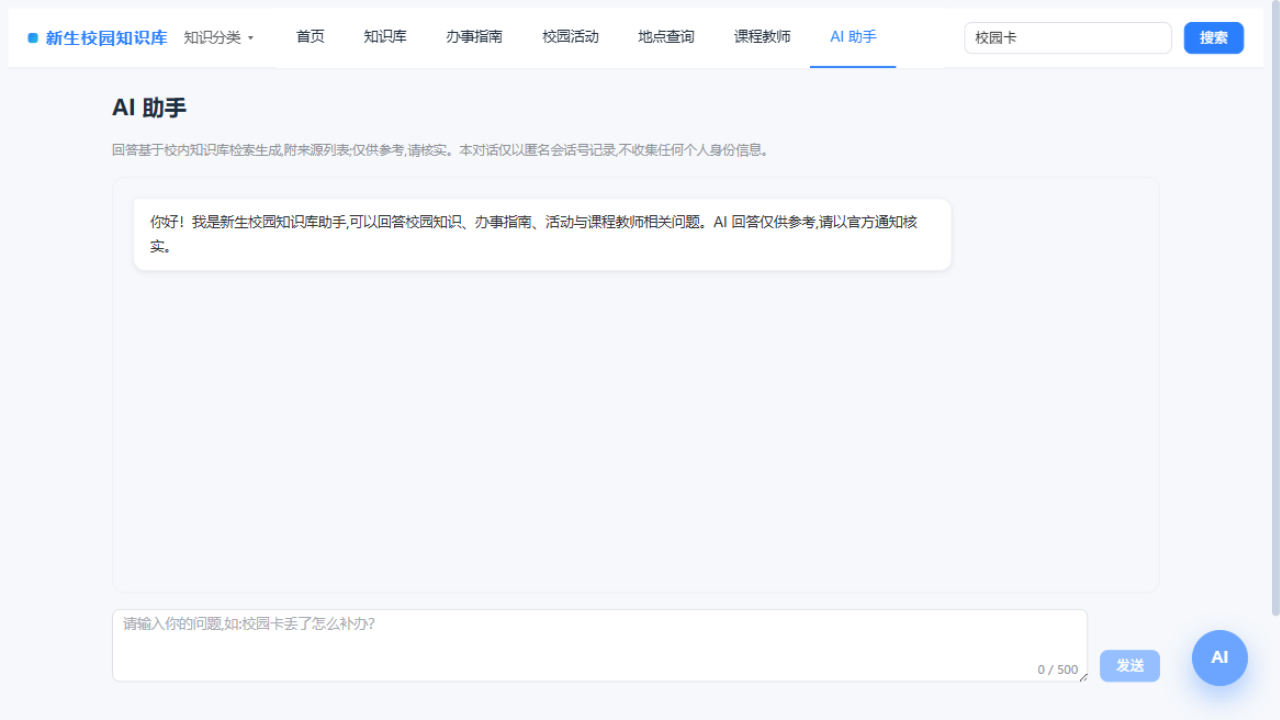 新生校园知识库 知识分类 首页 知识库 办事指南 校园活动 地点查询 课程教师 AI 助手 校园卡 搜索
AI 助手
回答基于校内知识库检索生成,附来源列表;仅供参考,请核实。本对话仅以匿名会话号记录,不收集任何个人身份信息。
你好！我是新生校园知识库助手,可以回答校园知识、办事指南、活动与课程教师相关问题。AI 回答仅供参考,请以官方通知核
实。
请输入你的问题,如:校园卡丢了怎么补办?
0 / 500
发送
AI